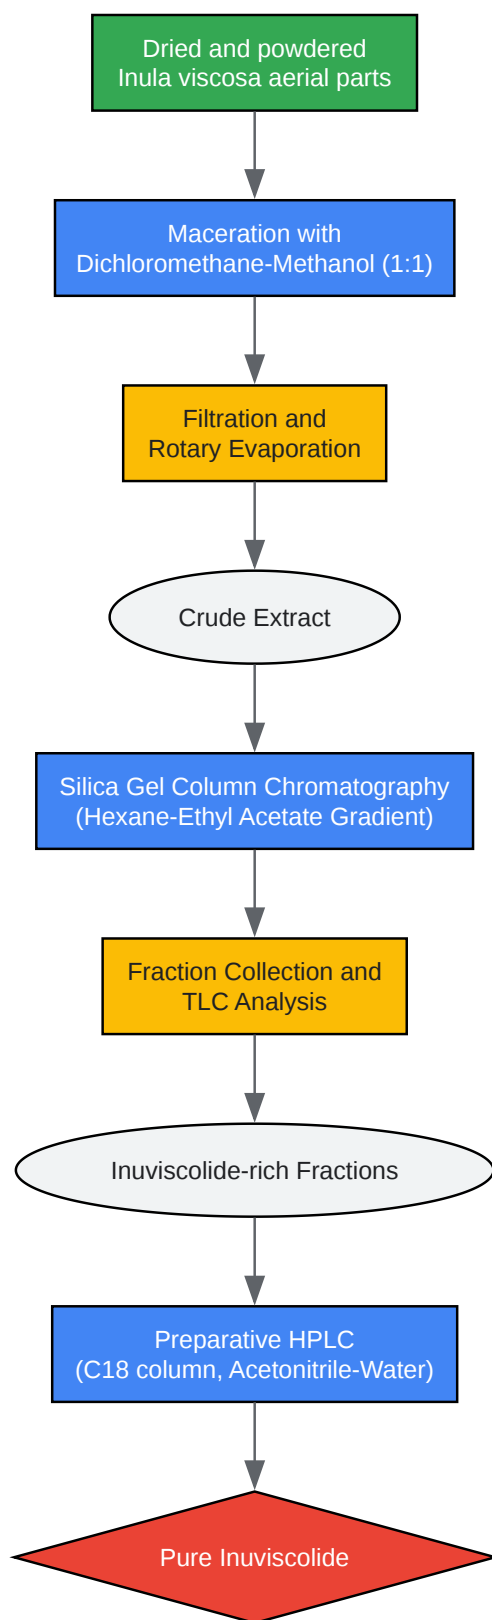 Dried and powdered
Inula viscosa aerial parts
Maceration with
Dichloromethane-Methanol (1:1)
Filtration and
Rotary Evaporation
Crude Extract
Silica Gel Column Chromatography
(Hexane-Ethyl Acetate Gradient)
Fraction Collection and
TLC Analysis
Inuviscolide-rich Fractions
Preparative HPLC
(C18 column, Acetonitrile-Water)
Pure Inuviscolide